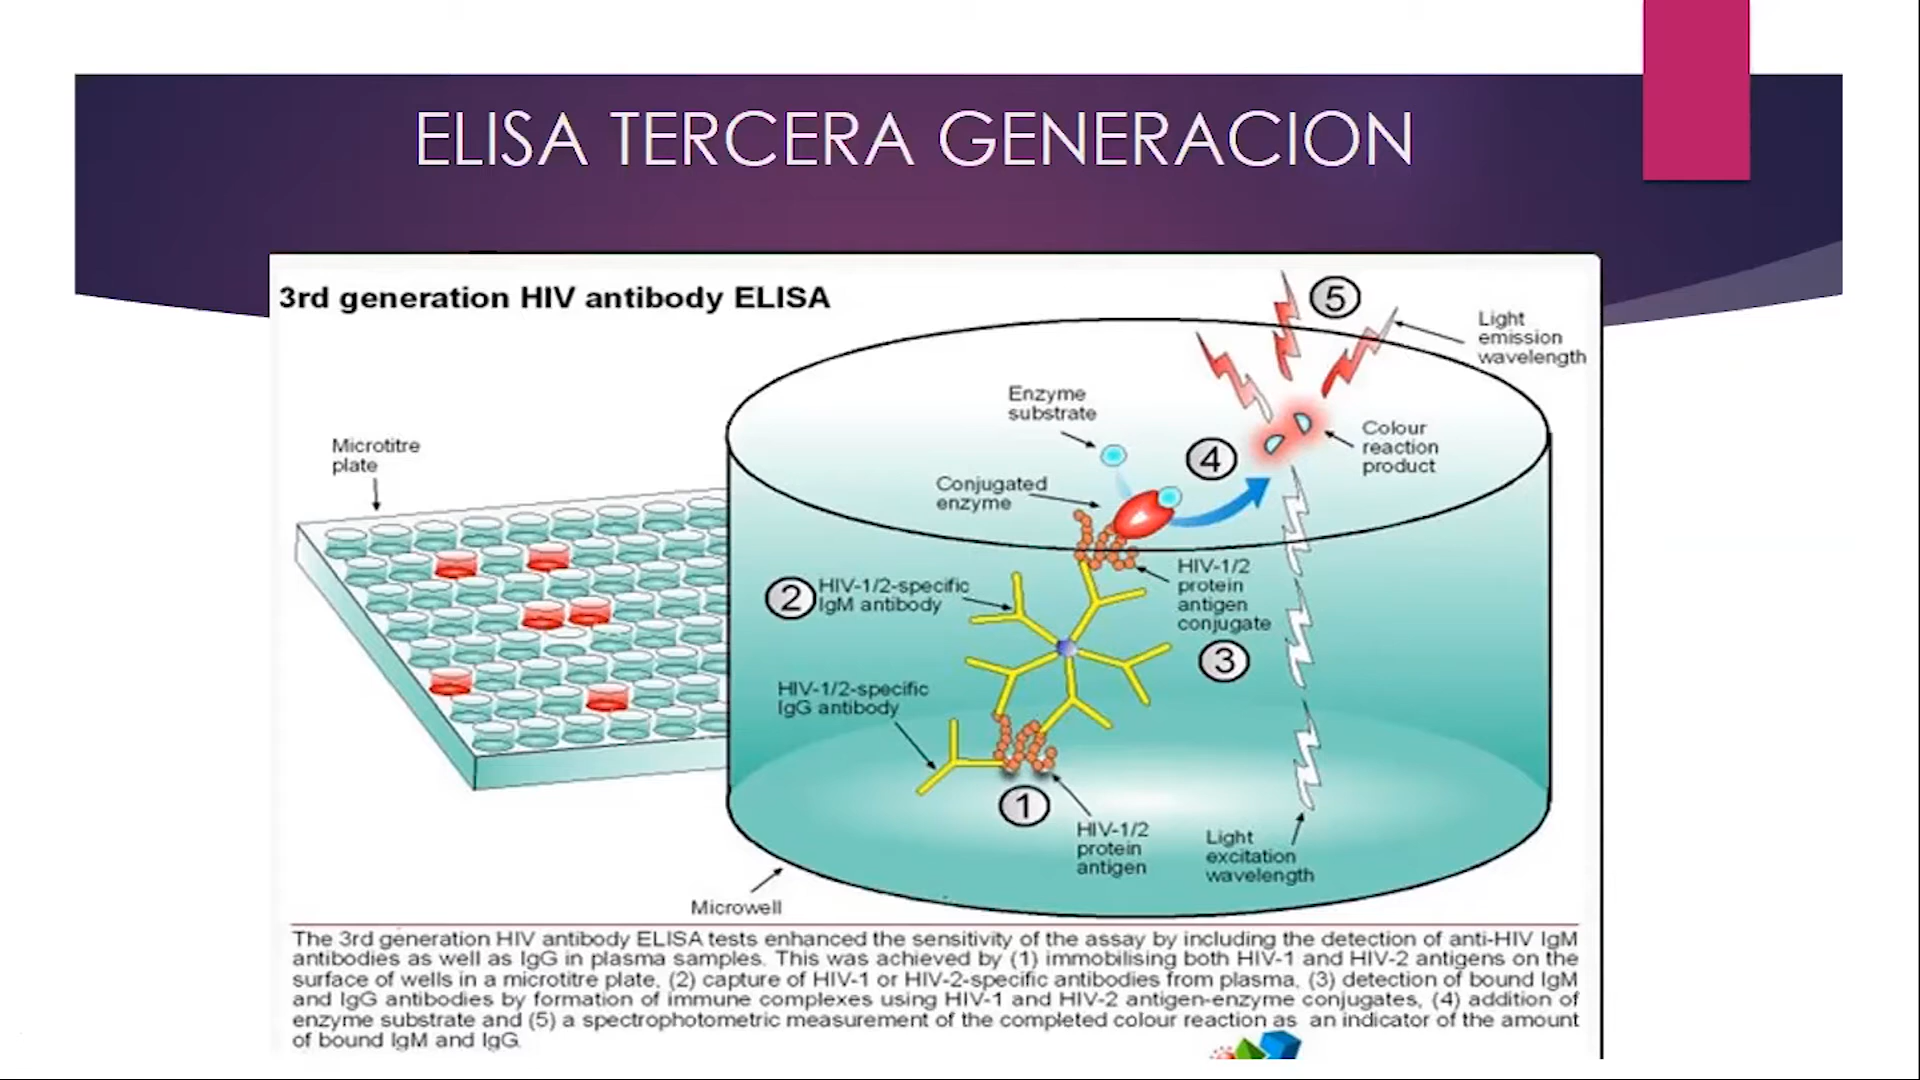 ELISA TERCERA GENERACION
3rd generation HIV antibody ELISA
5
Light
emission
wavelength
Enzyme
substrate
Colour
reaction
product
4
Microtitre
plate
Conjugated
enzyme
HIV-1/2
protein
antigen
conjugate
2
HIV-1/2-specific
IgM antibody
3
HIV-1/2-specific
IgG antibody
1
HIV-1/2
protein
antigen
Light
excitation
wavelength
Microwell
The 3rd generation HIV antibody ELISA tests enhanced the sensitivity of the assay by including the detection of anti-HIV IgM
antibodies as well as IgG in plasma samples. This was achieved by (1) immobilising both HIV-1 and HIV-2 antigens on the
surface of wells in a microtitre plate, (2) capture of HIV-1 or HIV-2-specific antibodies from plasma, (3) detection of bound IgM
and IgG antibodies by formation of immune complexes using HIV-1 and HIV-2 antigen-enzyme conjugates, (4) addition of
enzyme substrate and (5) a spectrophotometric measurement of the completed colour reaction as an indicator of the amount
of bound IgM and IgG.